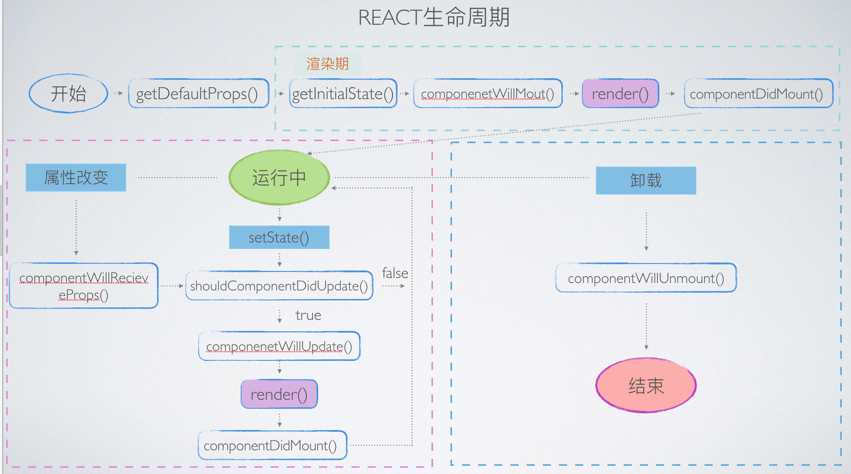 REACT生命周期
渲染期
开始
getDefaultProps()
getInitialState()
componenetWillMout()
render()
componentDidMount()
属性改变
运行中
卸载
setState()
componentWillReciev
eProps()
shouldComponentDidUpdate()
false
componentWillUnmount()
true
componenetWillUpdate()
render()
结束
componentDidMount()